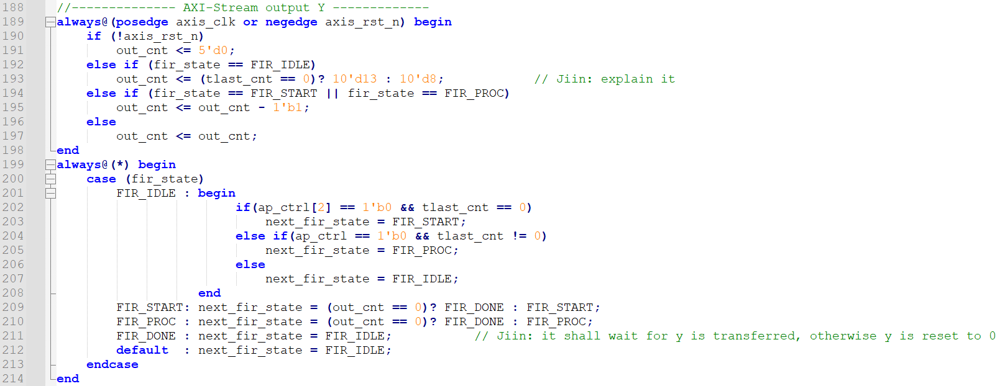 188 //-------------- AXI-Stream output Y -------------
189 always@(posedge axis_clk or negedge axis_rst_n) begin
190 if (!axis_rst_n)
191 out_cnt <= 5'd0;
192 else if (fir_state == FIR_IDLE)
193 out_cnt <= (tlast_cnt == 0)? 10'd13 : 10'd8; // Jiin: explain it
194 else if (fir_state == FIR_START || fir_state == FIR_PROC)
195 out_cnt <= out_cnt - 1'b1;
196 else
197 out_cnt <= out_cnt;
198 end
199 always@(*) begin
200 case (fir_state)
201 FIR_IDLE : begin
202 if(ap_ctrl[2] == 1'b0 && tlast_cnt == 0)
203 next_fir_state = FIR_START;
204 else if(ap_ctrl == 1'b0 && tlast_cnt != 0)
205 next_fir_state = FIR_PROC;
206 else
207 next_fir_state = FIR_IDLE;
208 end
209 FIR_START: next_fir_state = (out_cnt == 0)? FIR_DONE : FIR_START;
210 FIR_PROC : next_fir_state = (out_cnt == 0)? FIR_DONE : FIR_PROC;
211 FIR_DONE : next_fir_state = FIR_IDLE; // Jiin: it shall wait for y is transferred, otherwise y is reset to 0
212 default : next_fir_state = FIR_IDLE;
213 endcase
214 end